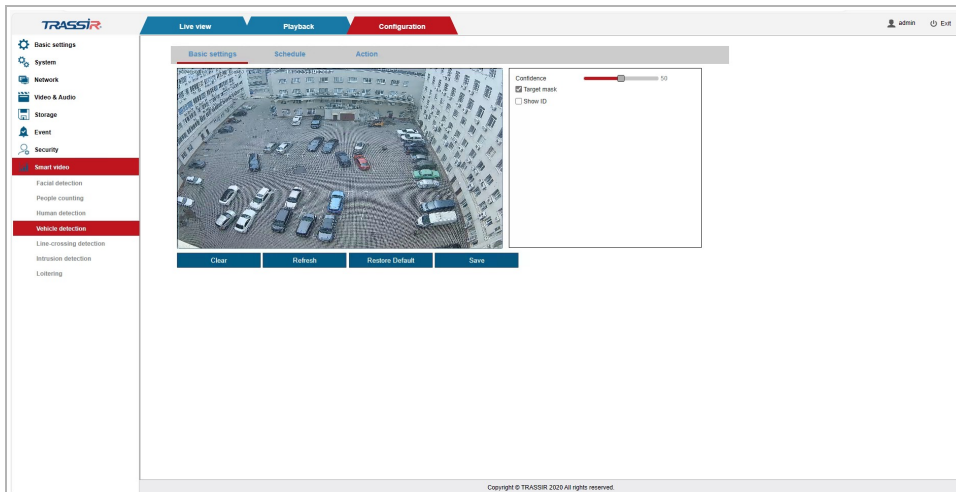 TRASSIR
Live view
Playback
Configuration
admin
Exit
Basic settings
System
Network
Video & Audio
Storage
Event
Security
Smart video
Facial detection
People counting
Human detection
Vehicle detection
Line-crossing detection
Intrusion detection
Loitering
Basic settings
Schedule
Action
Confidence
50
Target mask
Show ID
Clear
Refresh
Restore Default
Save
Copyright © TRASSIR 2020 All rights reserved.